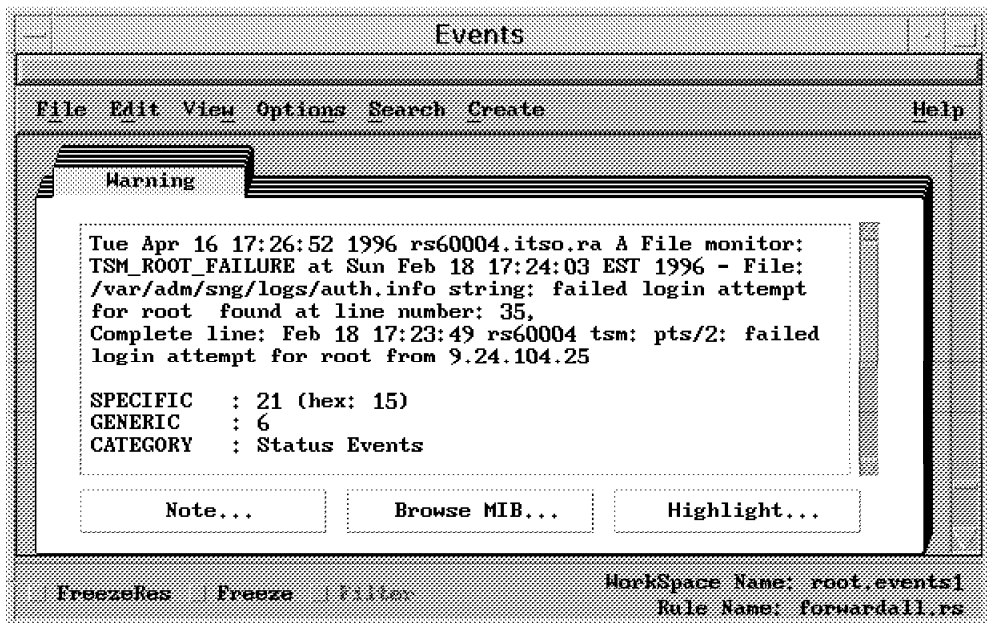 Events
File Edit View Options Search Create Help
Warning
Tue Apr 16 17:26:52 1996 rs60004.itso.ra A File monitor:
TSM_ROOT_FAILURE at Sun Feb 18 17:24:03 EST 1996 - File:
/var/adm/sng/logs/auth.info string: failed login attempt
for root  found at line number: 35,
Complete line: Feb 18 17:23:49 rs60004 tsm: pts/2: failed
login attempt for root from 9.24.104.25
SPECIFIC : 21 (hex: 15)
GENERIC : 6
CATEGORY : Status Events
Note... Browse MIB... Highlight...
FreezeRes Freeze Filter WorkSpace Name: root.events1
Rule Name: forwardall.rs